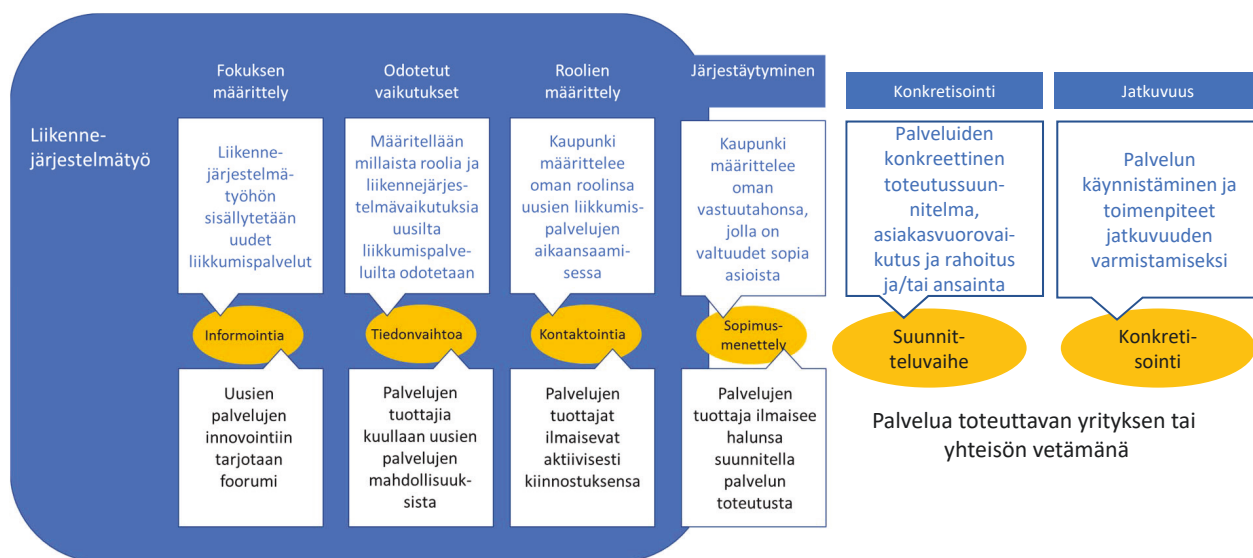 Liikenne-
järjestelmätyö
Fokuksen
määrittely
Liikenne-
järjestelmä-
työhön
sisällytetään
uudet
liikkumispalvelut
Informointia
Uusien
palvelujen
innovointiin
tarjotaan
foorumi
Odotetut
vaikutukset
Määritellään
millaista roolia ja
liikennejärjes-
telmävaikutuksia
uusilta
liikkumispalve-
luilta odotetaan
Tiedonvaihtoa
Palvelujen
tuottajia
kuullaan uusien
palvelujen
mahdollisuuk-
sista
Roolien
määrittely
Kaupunki
määrittelee
oman roolinsa
uusien liikkumis-
palvelujen
aikaansaami-
sessa
Kontaktointia
Palvelujen
tuottajat
ilmaisevat
aktiivisesti
kiinnostuksensa
Järjestäytyminen
Kaupunki
määrittelee
oman
vastuutahonsa,
jolla on
valtuudet sopia
asioista
Sopimus-
menettely
Palvelujen
tuottaja ilmaisee
halunsa
suunnitella
palvelun
toteutusta
Konkretisointi
Palveluiden
konkreettinen
toteutussuun-
nitelma,
asiakasvuorovai-
kutus ja rahoitus
ja/tai ansainta
Suunnit-
teluvaihe
Jatkuvuus
Palvelun
käynnistäminen ja
toimenpiteet
jatkuvuuden
varmistamiseksi
Konkreti-
sointi
Palvelua toteuttavan yrityksen tai
yhteisön vetämänä